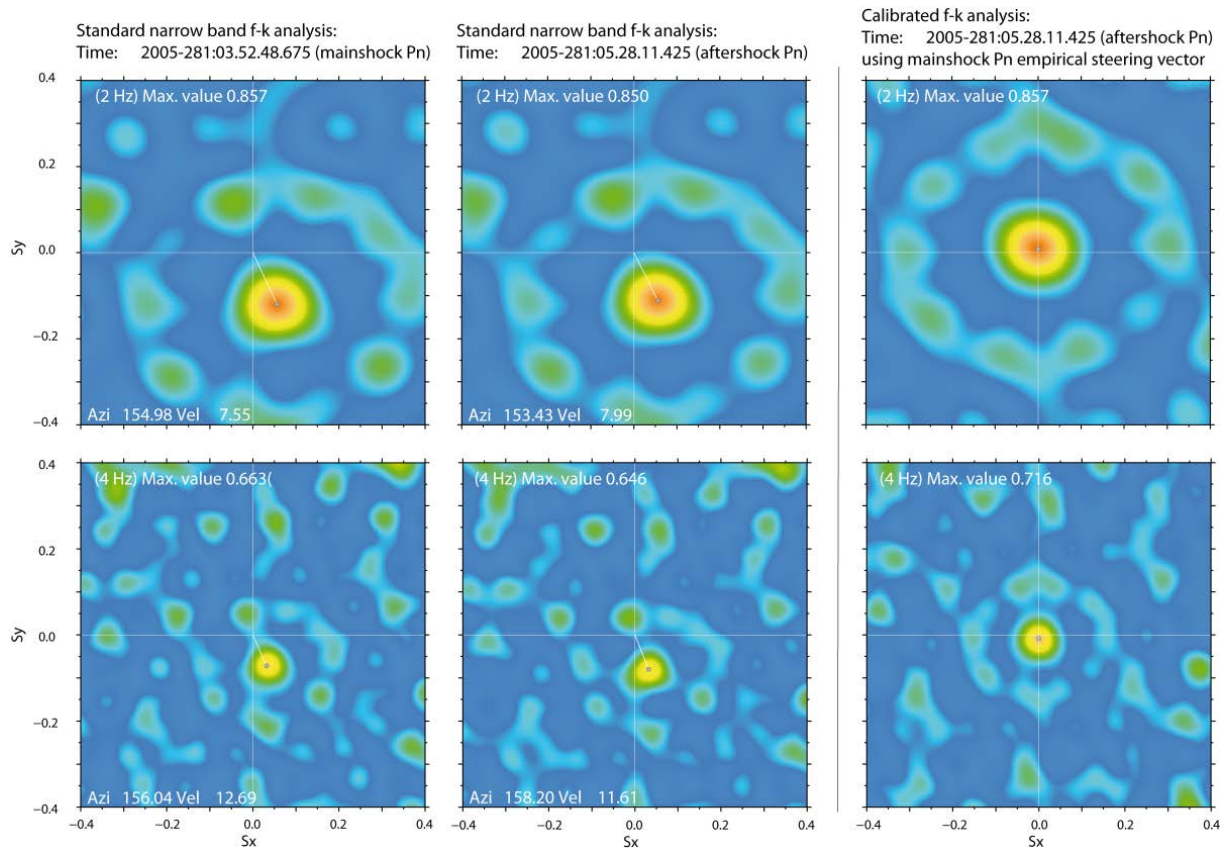 Standard narrow band f-k analysis:
Time: 2005-281:03.52.48.675 (mainshock Pn)
Standard narrow band f-k analysis:
Time: 2005-281:05.28.11.425 (aftershock Pn)
Calibrated f-k analysis:
Time: 2005-281:05.28.11.425 (aftershock Pn)
using mainshock Pn empirical steering vector
0.4
0.2
0.0
−0.2
−0.4
Sy
(2 Hz) Max. value 0.857
Azi 154.98 Vel 7.55
(2 Hz) Max. value 0.850
Azi 153.43 Vel 7.99
(2 Hz) Max. value 0.857
0.4
0.2
0.0
−0.2
−0.4
Sy
(4 Hz) Max. value 0.663(
Azi 156.04 Vel 12.69
(4 Hz) Max. value 0.646
Azi 158.20 Vel 11.61
(4 Hz) Max. value 0.716
−0.4 −0.2 0.0 0.2 0.4
Sx
−0.4 −0.2 0.0 0.2 0.4
Sx
−0.4 −0.2 0.0 0.2 0.4
Sx